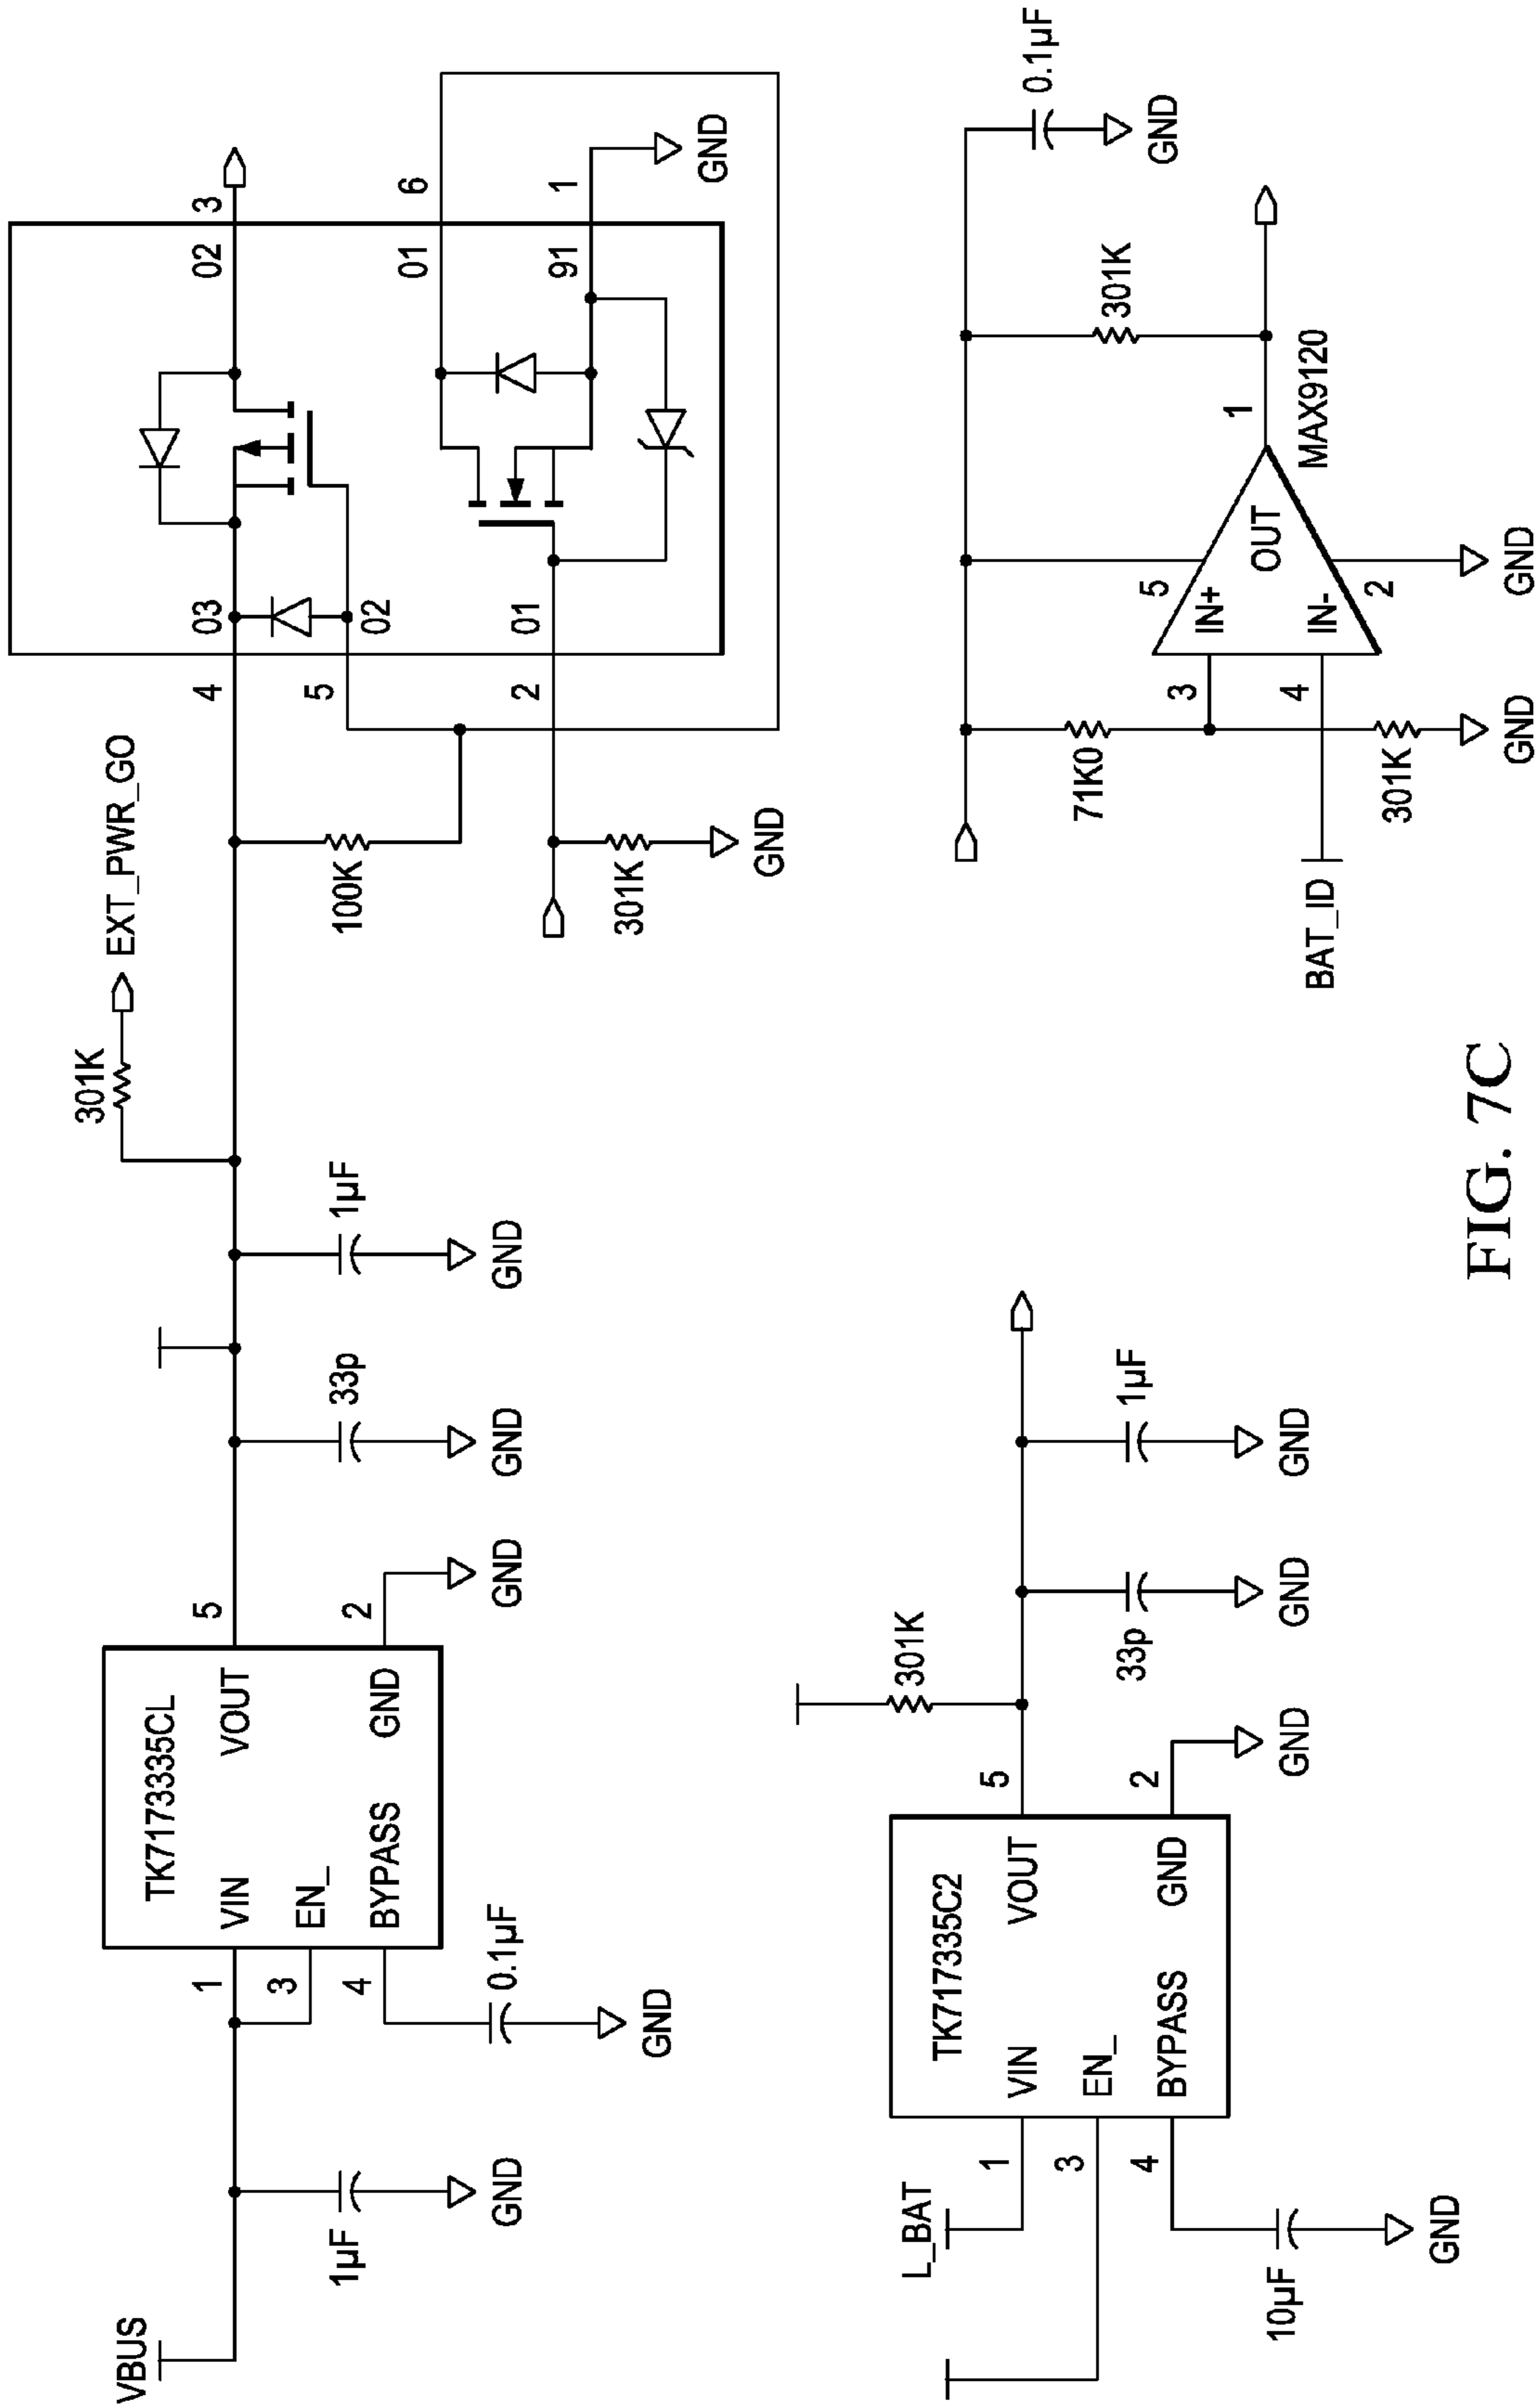 VBUS
1µF
GND
TK7173335CL
VIN
VOUT
EN_
BYPASS
GND
1
3
4
5
2
0.1µF
GND
GND
33p
GND
1µF
GND
301K
EXT_PWR_GO
100K
4
5
2
03
02
01
02
3
01
6
91
1
GND
301K
GND
L_BAT
TK717335C2
VIN
VOUT
EN_
BYPASS
GND
1
3
4
5
2
10µF
GND
GND
301K
33p
GND
1µF
GND
71K0
BAT_ID
301K
GND
3
4
5
IN+
IN-
OUT
2
GND
1
MAX9120
301K
0.1µF
GND
FIG. 7C